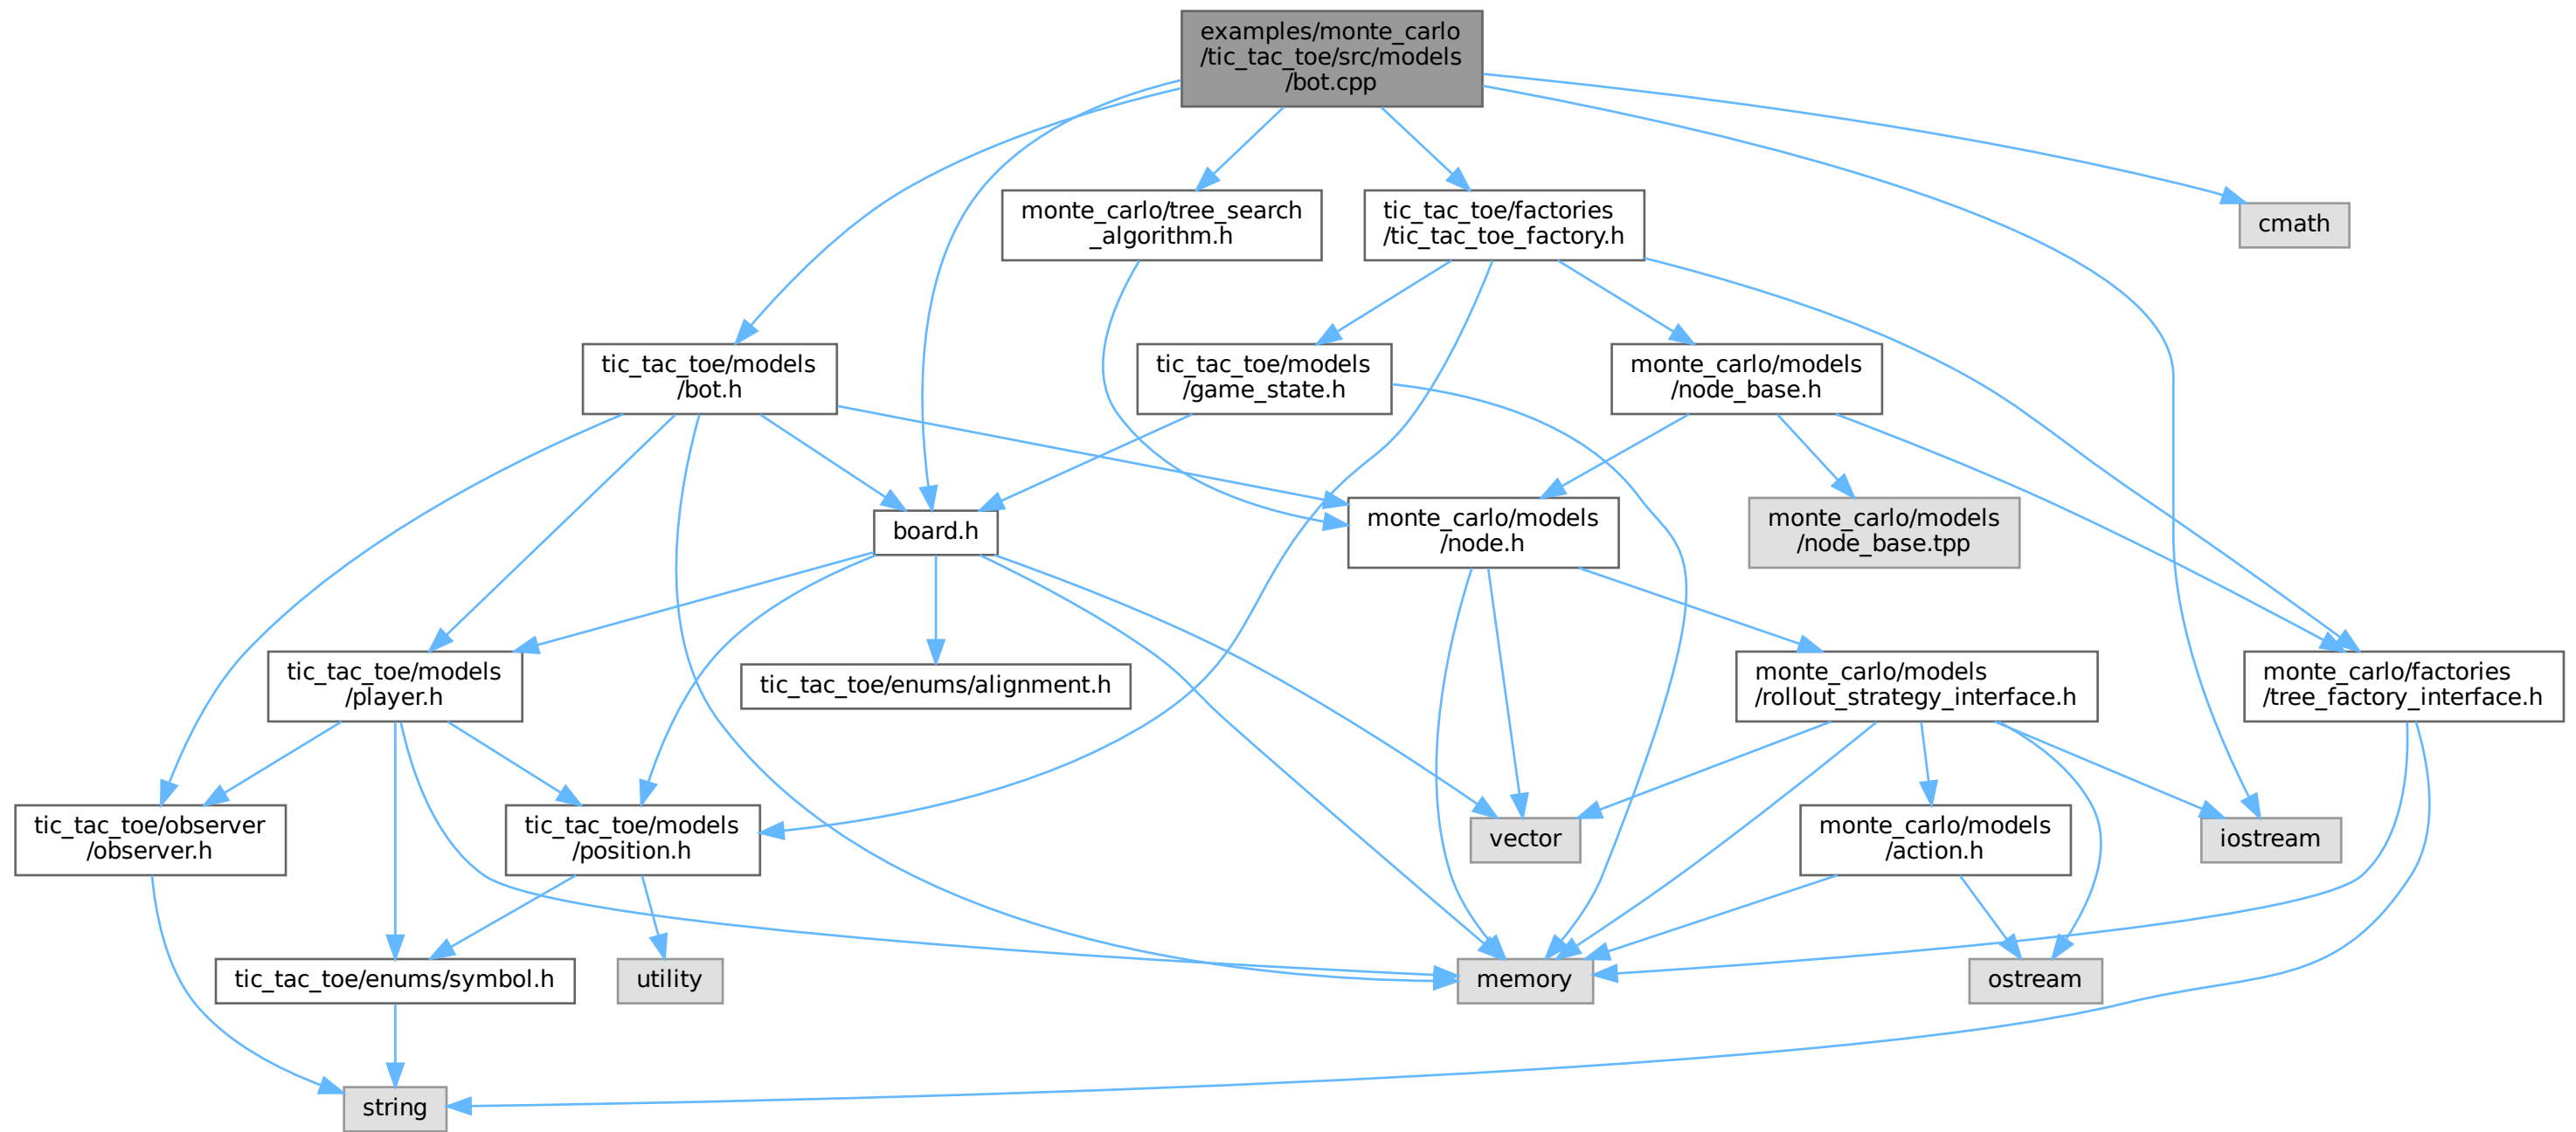 examples/monte_carlo
/tic_tac_toe/src/models
/bot.cpp
monte_carlo/tree_search
_algorithm.h
tic_tac_toe/factories
/tic_tac_toe_factory.h
cmath
tic_tac_toe/models
/bot.h
tic_tac_toe/models
/game_state.h
monte_carlo/models
/node_base.h
board.h
monte_carlo/models
/node.h
monte_carlo/models
/node_base.tpp
tic_tac_toe/models
/player.h
tic_tac_toe/enums/alignment.h
monte_carlo/models
/rollout_strategy_interface.h
monte_carlo/factories
/tree_factory_interface.h
tic_tac_toe/observer
/observer.h
tic_tac_toe/models
/position.h
vector
monte_carlo/models
/action.h
iostream
tic_tac_toe/enums/symbol.h
utility
memory
ostream
string